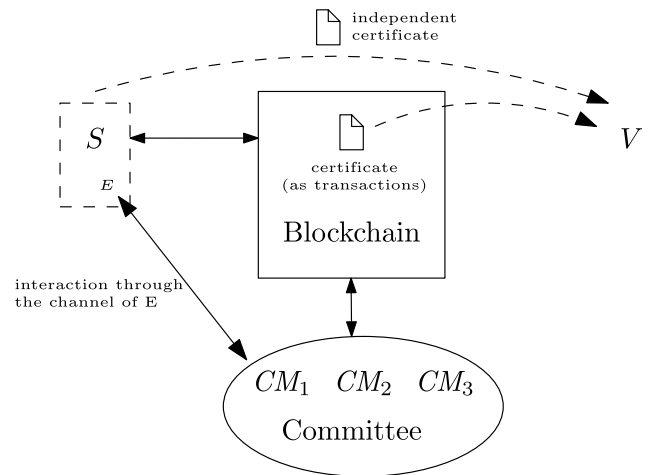 independent
certificate
S
V
certificate
(as transactions)
E
Blockchain
interaction through
the channel of E
CM₁ CM₂ CM₃
Committee